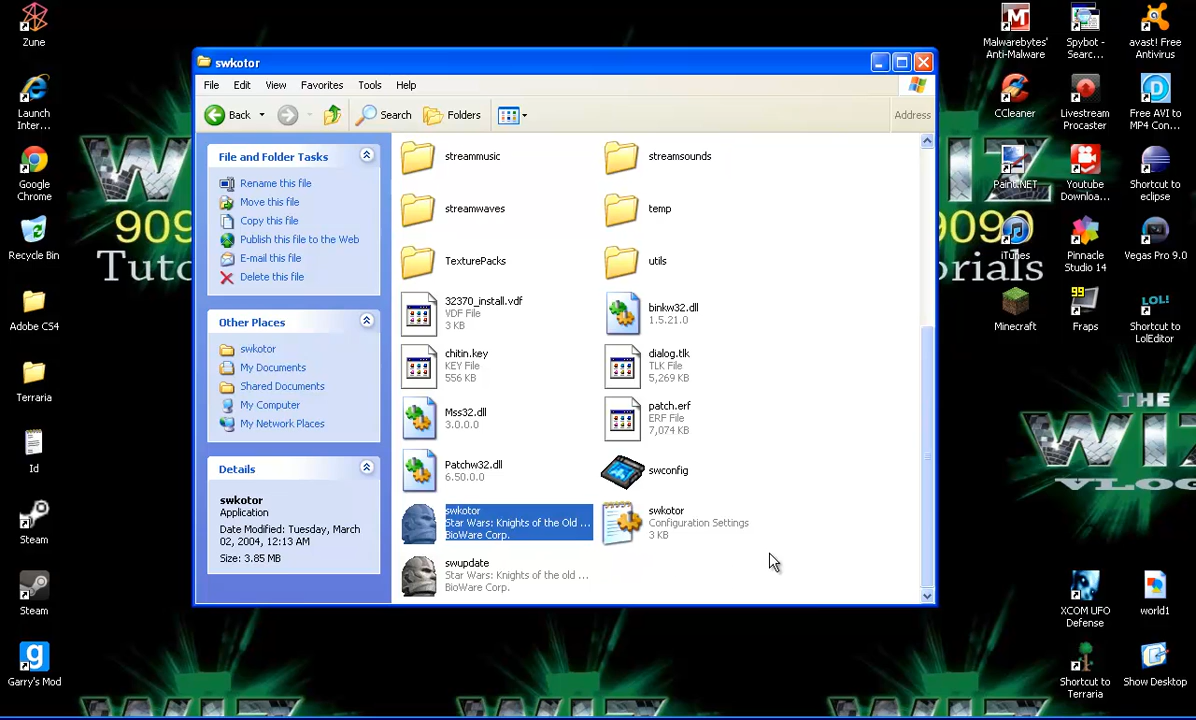 swkotor
File Edit View Favorites Tools Help
Back Search Folders Address
File and Folder Tasks
Rename this file
Move this file
Copy this file
Publish this file to the Web
E-mail this file
Delete this file
Other Places
swkotor
My Documents
Shared Documents
My Computer
My Network Places
Details
swkotor
Application
Date Modified: Tuesday, March
02, 2004, 12:13 AM
Size: 3.85 MB
streammusic
streamsounds
streamwaves
temp
TexturePacks
utils
32370_install.vdf
VDF File
3 KB
binkw32.dll
1.5.21.0
chitin.key
KEY File
556 KB
dialog.tlk
TLK File
5,269 KB
Mss32.dll
3.0.0.0
patch.erf
ERF File
7,074 KB
Patchw32.dll
6.50.0.0
swconfig
swkotor
Star Wars: Knights of the Old ...
BioWare Corp.
swkotor
Configuration Settings
3 KB
swupdate
Star Wars: Knights of the old ...
BioWare Corp.
Zune
Launch
Inter...
Google
Chrome
Recycle Bin
Adobe CS4
Terraria
Id
Steam
Steam
Garry's Mod
Malwarebytes'
Anti-Malware
Spybot -
Searc...
avast! Free
Antivirus
CCleaner
Livestream
Procaster
Free AVI to
MP4 Con...
Paint.NET
Youtube
Downloa...
Shortcut to
eclipse
iTunes
Pinnacle
Studio 14
Vegas Pro 9.0
Minecraft
99
Fraps
LOL!
Shortcut to
LolEditor
XCOM UFO
Defense
world1
Shortcut to
Terraria
Show Desktop
9090
THE
VLOG